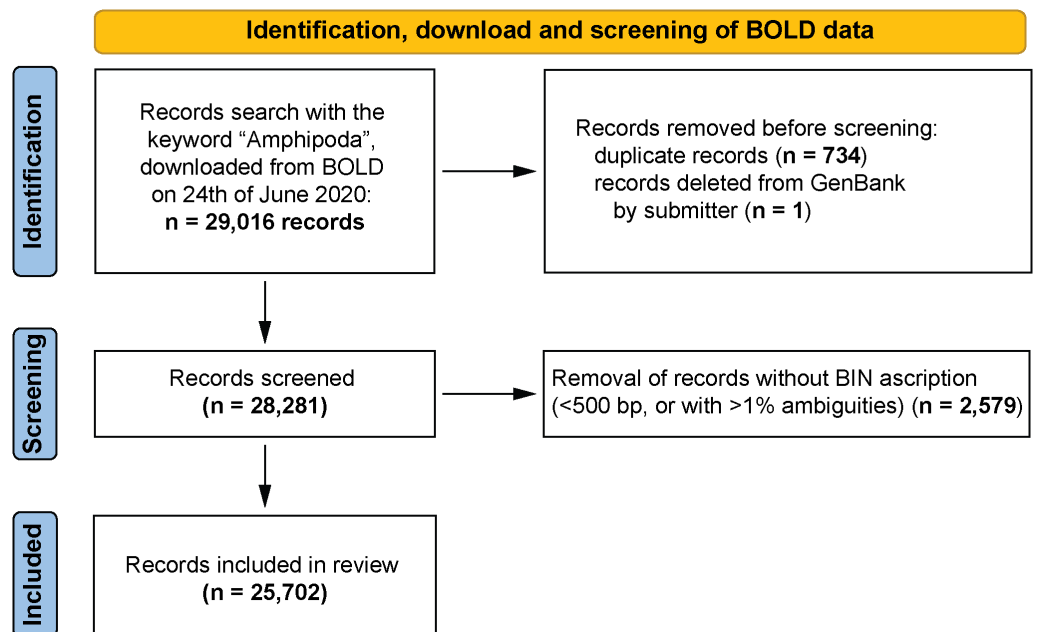 Identification, download and screening of BOLD data
Identification
Records search with the
keyword “Amphipoda”,
downloaded from BOLD
on 24th of June 2020:
n = 29,016 records
Records removed before screening:
duplicate records (n = 734)
records deleted from GenBank
by submitter (n = 1)
Screening
Records screened
(n = 28,281)
Removal of records without BIN ascription
(<500 bp, or with >1% ambiguities) (n = 2,579)
Included
Records included in review
(n = 25,702)